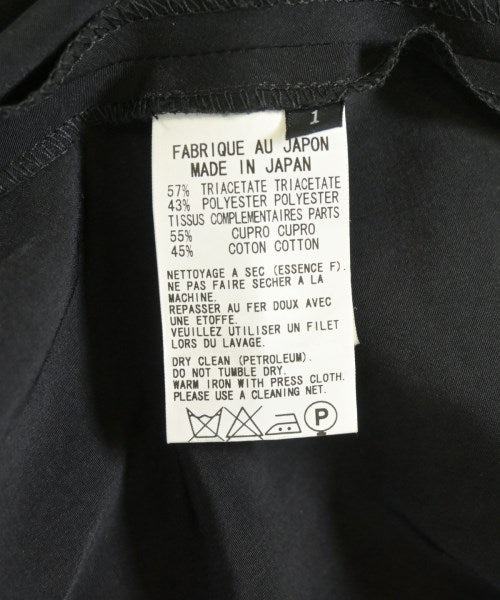 1
FABRIQUE AU JAPON
MADE IN JAPAN
57% TRIACETATE TRIACETATE
43% POLYESTER POLYESTER
TISSUS COMPLEMENTAIRES PARTS
55% CUPRO CUPRO
45% COTON COTTON
NETTOYAGE A SEC (ESSENCE F).
NE PAS FAIRE SECHER A LA
MACHINE.
REPASSER AU FER DOUX AVEC
UNE ETOFFE.
VEUILLEZ UTILISER UN FILET
LORS DU LAVAGE.
DRY CLEAN (PETROLEUM).
DO NOT TUMBLE DRY.
WARM IRON WITH PRESS CLOTH.
PLEASE USE A CLEANING NET.
P